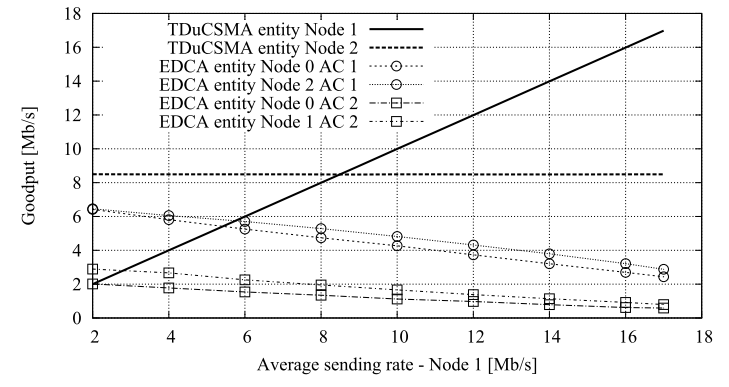 18
16
14
12
10
8
6
4
2
0
Goodput [Mb/s]
TDuCSMA entity Node 1
TDuCSMA entity Node 2
EDCA entity Node 0 AC 1
EDCA entity Node 2 AC 1
EDCA entity Node 0 AC 2
EDCA entity Node 1 AC 2
2 4 6 8 10 12 14 16 18
Average sending rate - Node 1 [Mb/s]